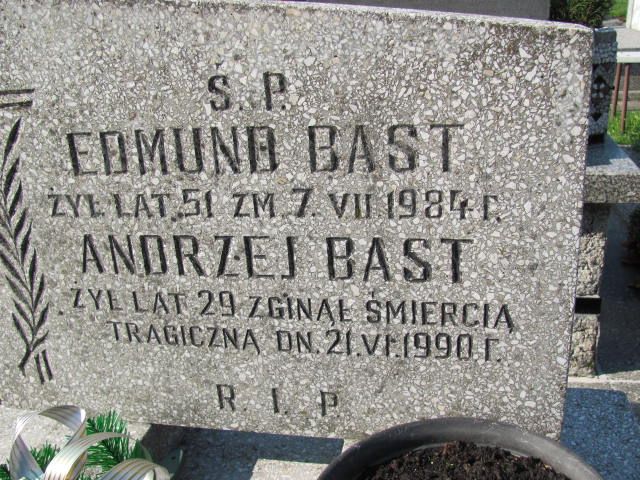 Ś. P.
EDMUND BAST
ŻYŁ LAT. 51 ZM. 7. VII 1984 r.
ANDRZEJ BAST
ŻYŁ LAT 29 ZGINĄŁ ŚMIERCIĄ
TRAGICZNĄ DN. 21. VI. 1990 r.
R. I. P